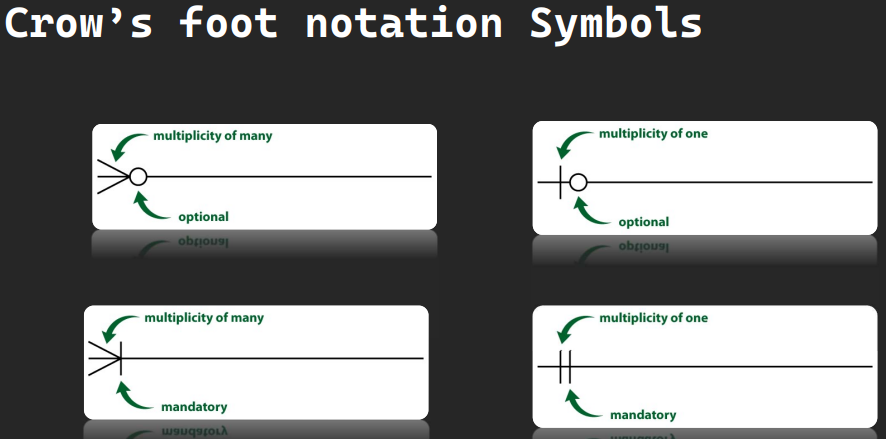 Crow’s foot notation Symbols
multiplicity of many
optional
multiplicity of one
optional
multiplicity of many
mandatory
multiplicity of one
mandatory